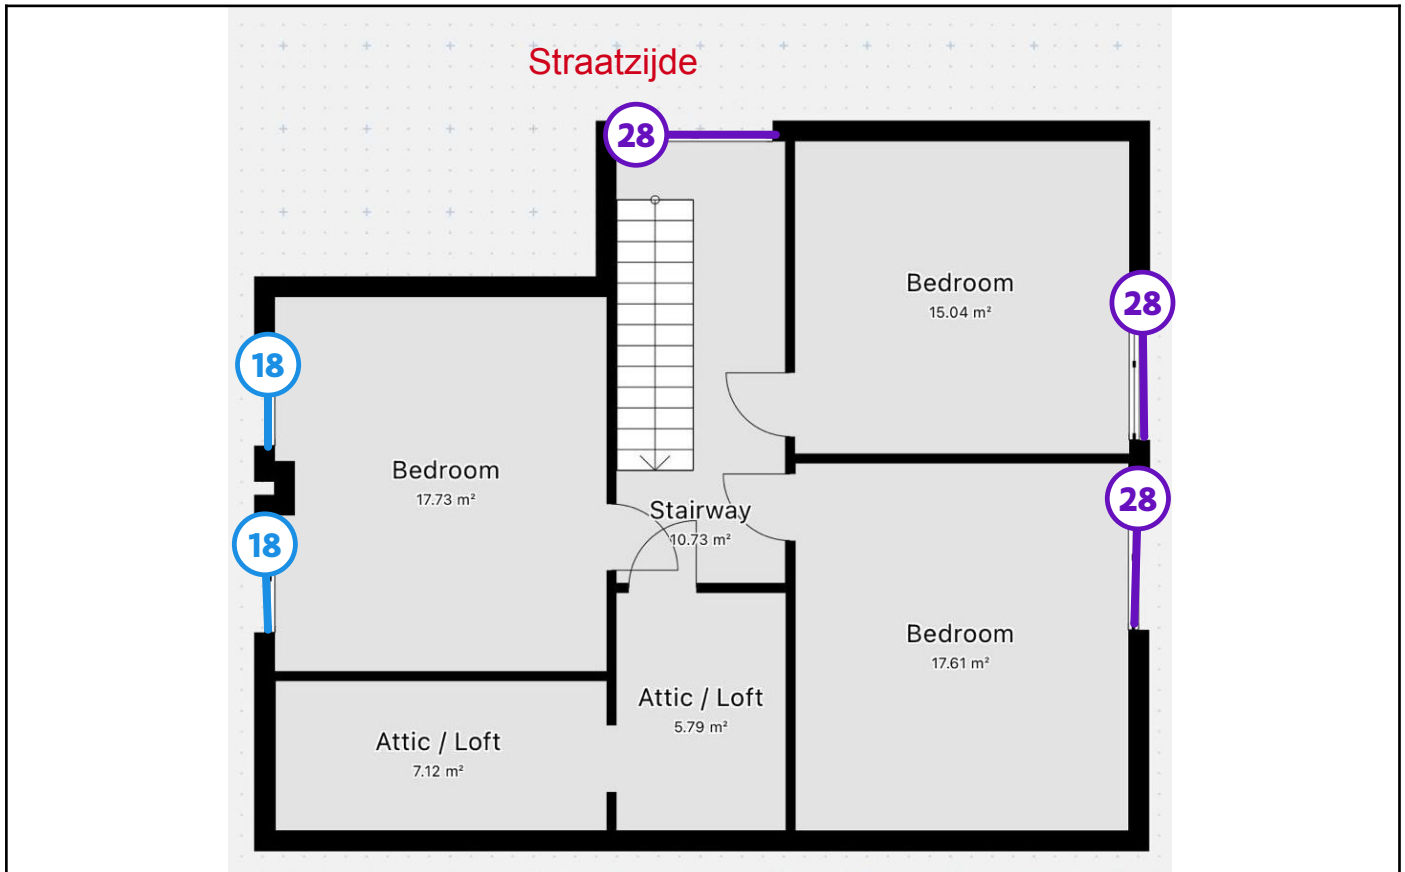 Straatzijde
28
Bedroom
15.04 m²
28
18
Bedroom
17.73 m²
Stairway
10.73 m²
28
18
Bedroom
17.61 m²
Attic / Loft
5.79 m²
Attic / Loft
7.12 m²